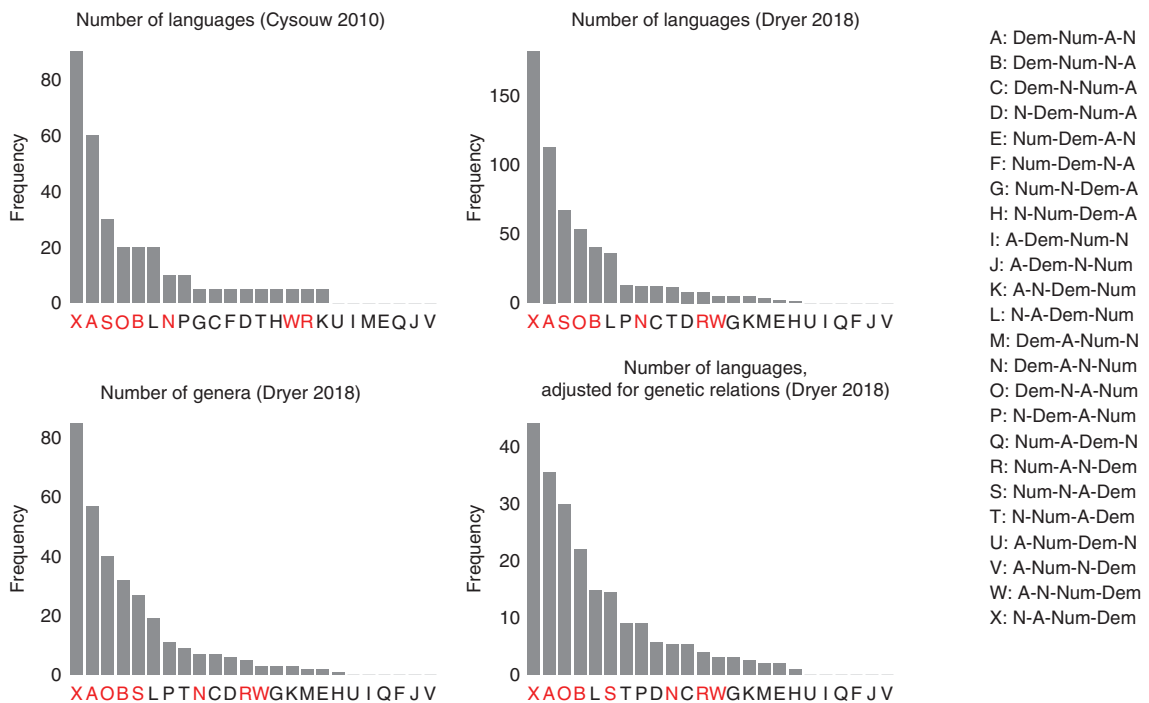 Number of languages (Cysouw 2010)
Frequency
80
60
40
20
0
X A S O B L N P G C F D T H W R K U I M E Q J V
Number of languages (Dryer 2018)
Frequency
150
100
50
0
X A S O B L P N C T D R W G K M E H U I Q F J V
Number of genera (Dryer 2018)
Frequency
80
60
40
20
0
X A O B S L P T N C D R W G K M E H U I Q F J V
Number of languages,
adjusted for genetic relations (Dryer 2018)
Frequency
40
30
20
10
0
X A O B L S T P D N C R W G K M E H U I Q F J V
A: Dem-Num-A-N
B: Dem-Num-N-A
C: Dem-N-Num-A
D: N-Dem-Num-A
E: Num-Dem-A-N
F: Num-Dem-N-A
G: Num-N-Dem-A
H: N-Num-Dem-A
I: A-Dem-Num-N
J: A-Dem-N-Num
K: A-N-Dem-Num
L: N-A-Dem-Num
M: Dem-A-Num-N
N: Dem-A-N-Num
O: Dem-N-A-Num
P: N-Dem-A-Num
Q: Num-A-Dem-N
R: Num-A-N-Dem
S: Num-N-A-Dem
T: N-Num-A-Dem
U: A-Num-Dem-N
V: A-Num-N-Dem
W: A-N-Num-Dem
X: N-A-Num-Dem